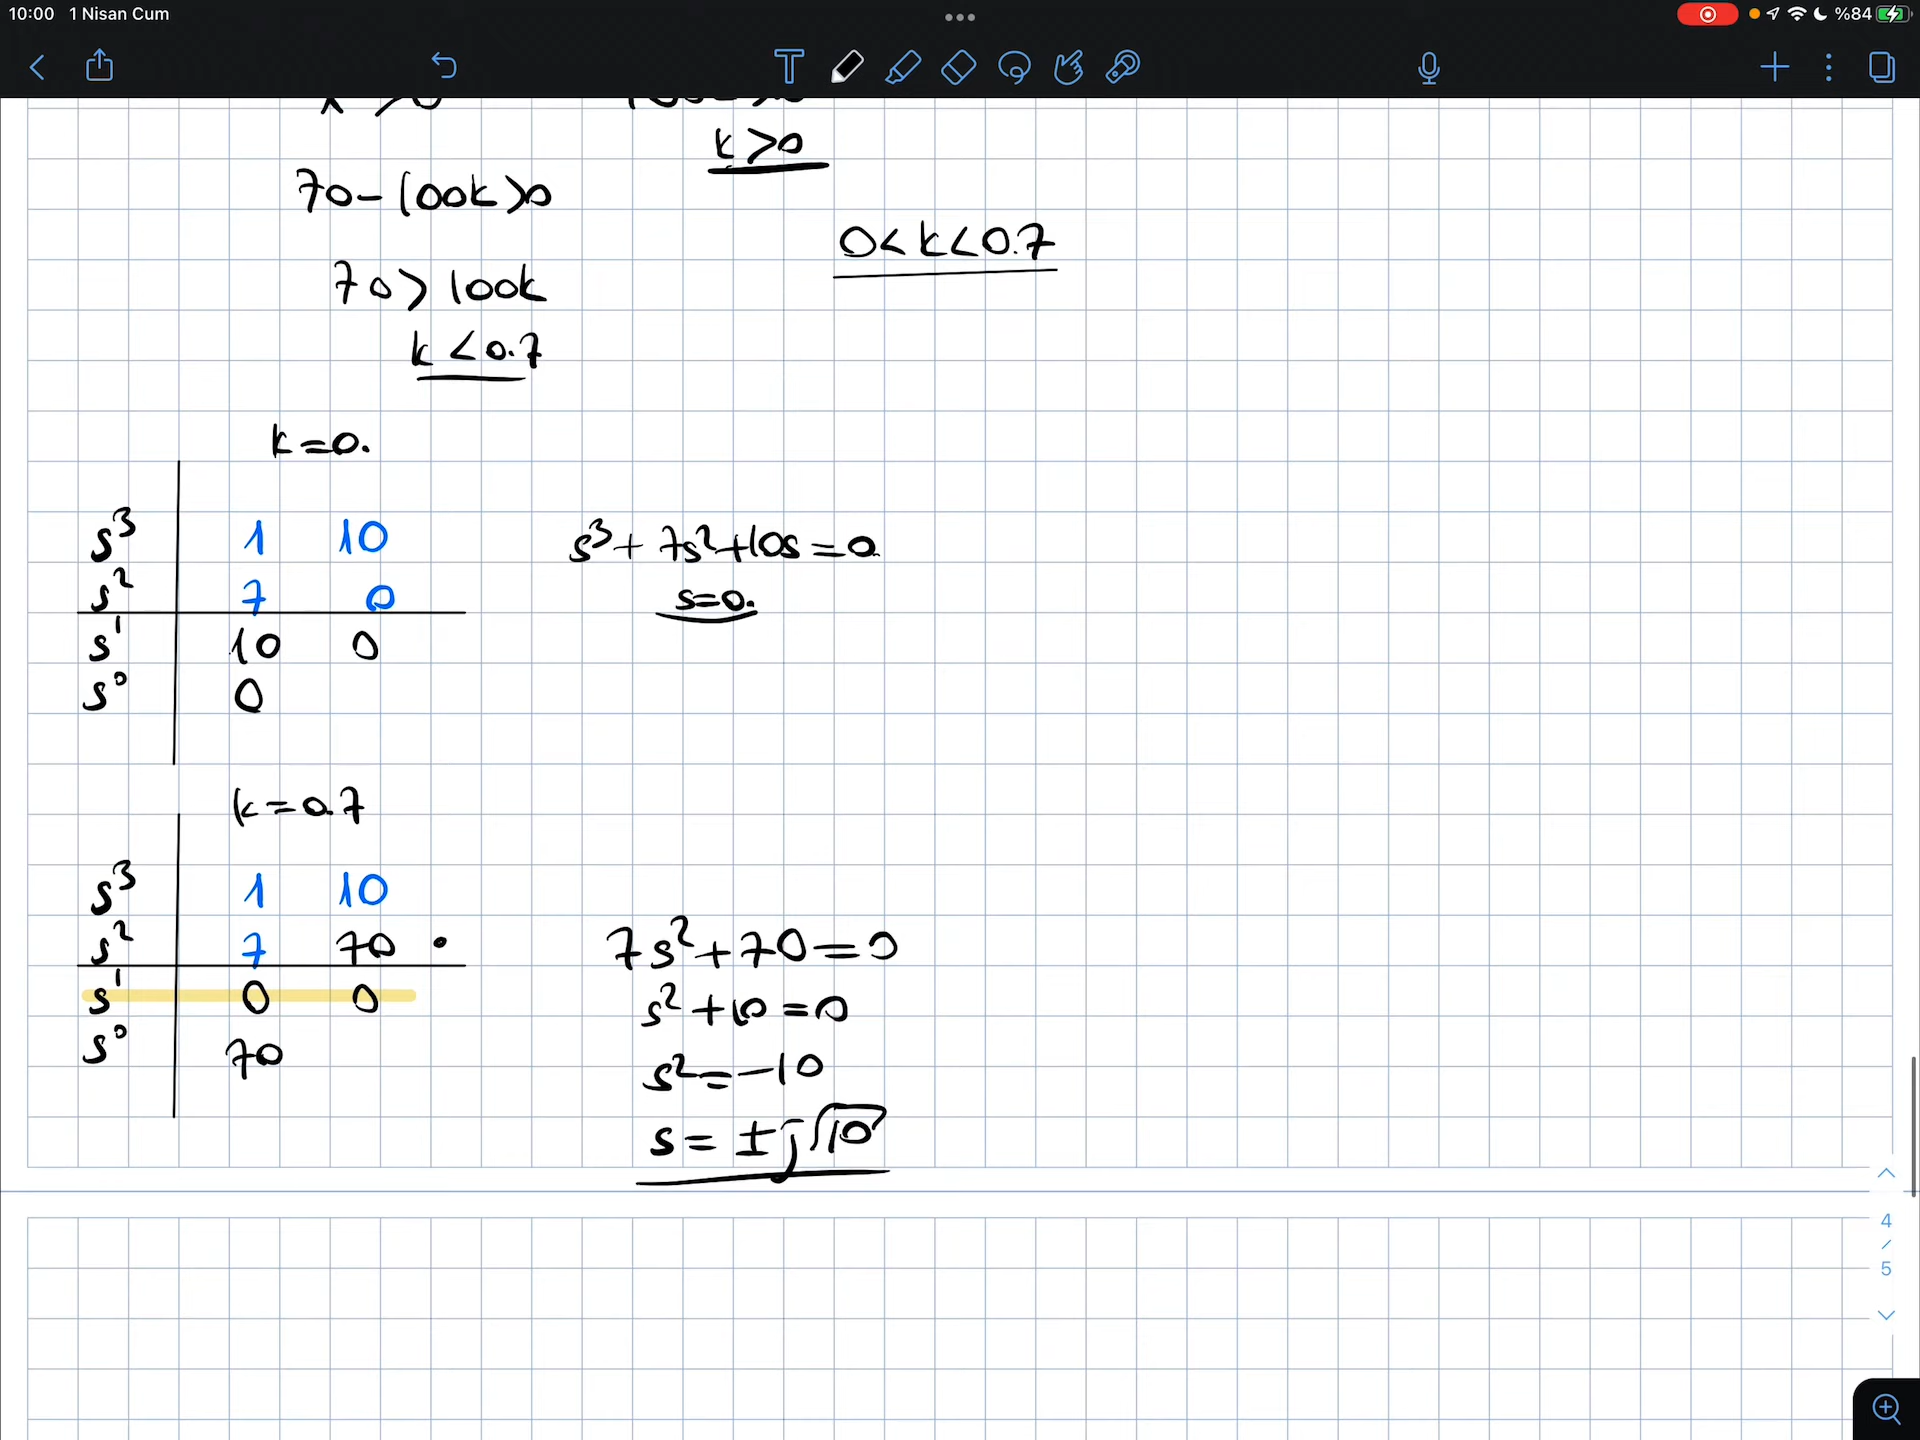 10:00 1 Nisan Cum
%84
k>0
70-100k>0
0<k<0.7
70>100k
k<0.7
k=0.
s³ 1 10
s² 7 0
s¹ 10 0
s⁰ 0
s³+7s²+10s=0
s=0.
k=0.7
s³ 1 10
s² 7 70 •
s¹ 0 0
s⁰ 70
7s²+70=0
s²+10=0
s²=-10
s=±j√10
4
/
5